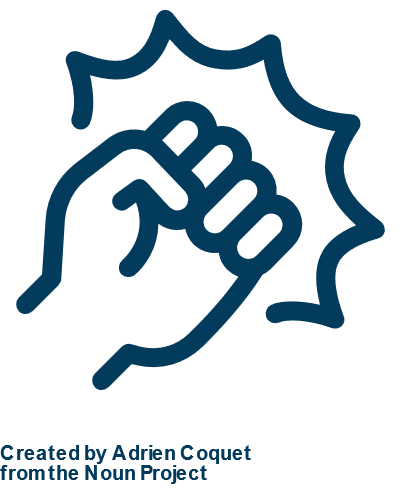 Created by Adrien Coquet
from the Noun Project